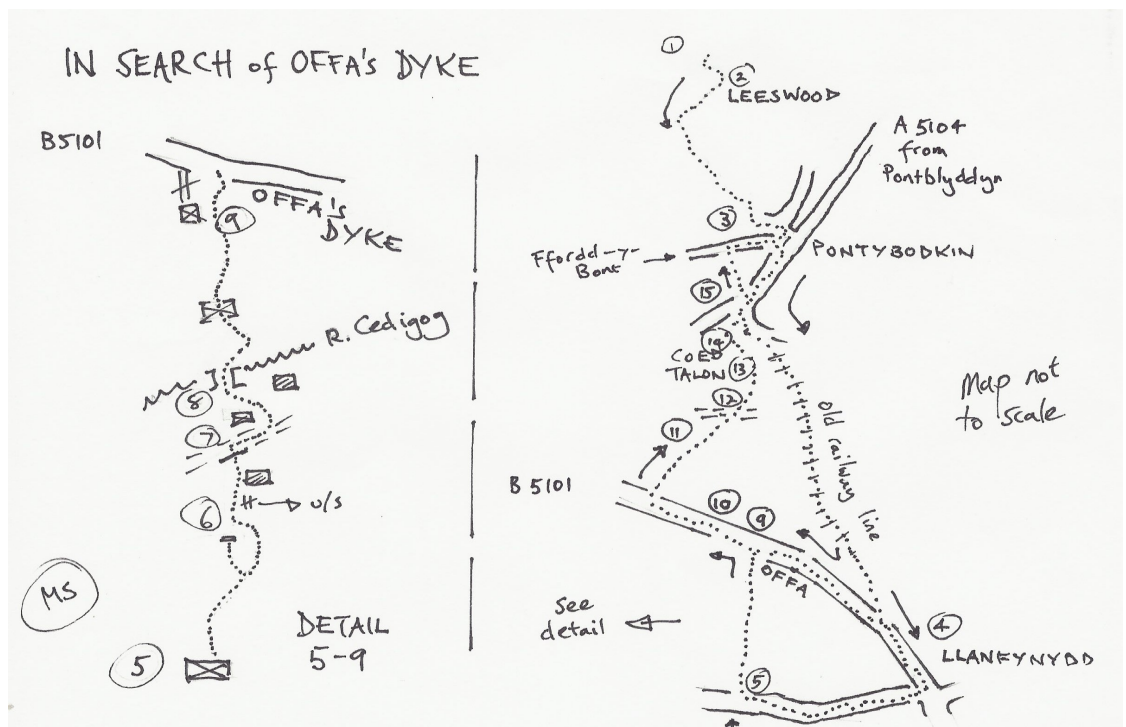 IN SEARCH of OFFA's DYKE
B5101
OFFA's
DYKE
9
R. Cedigog
8
7
6
u/s
MS
5
DETAIL
5-9
1
2
LEESWOOD
A 5104
from
Pontblyddyn
3
Ffordd-y-
Bont
PONTYBODKIN
15
14
COED
TALON
13
12
11
Map not
to scale
old railway line
B 5101
10
9
OFFA
See
detail
4
LLANFYNYDD
5